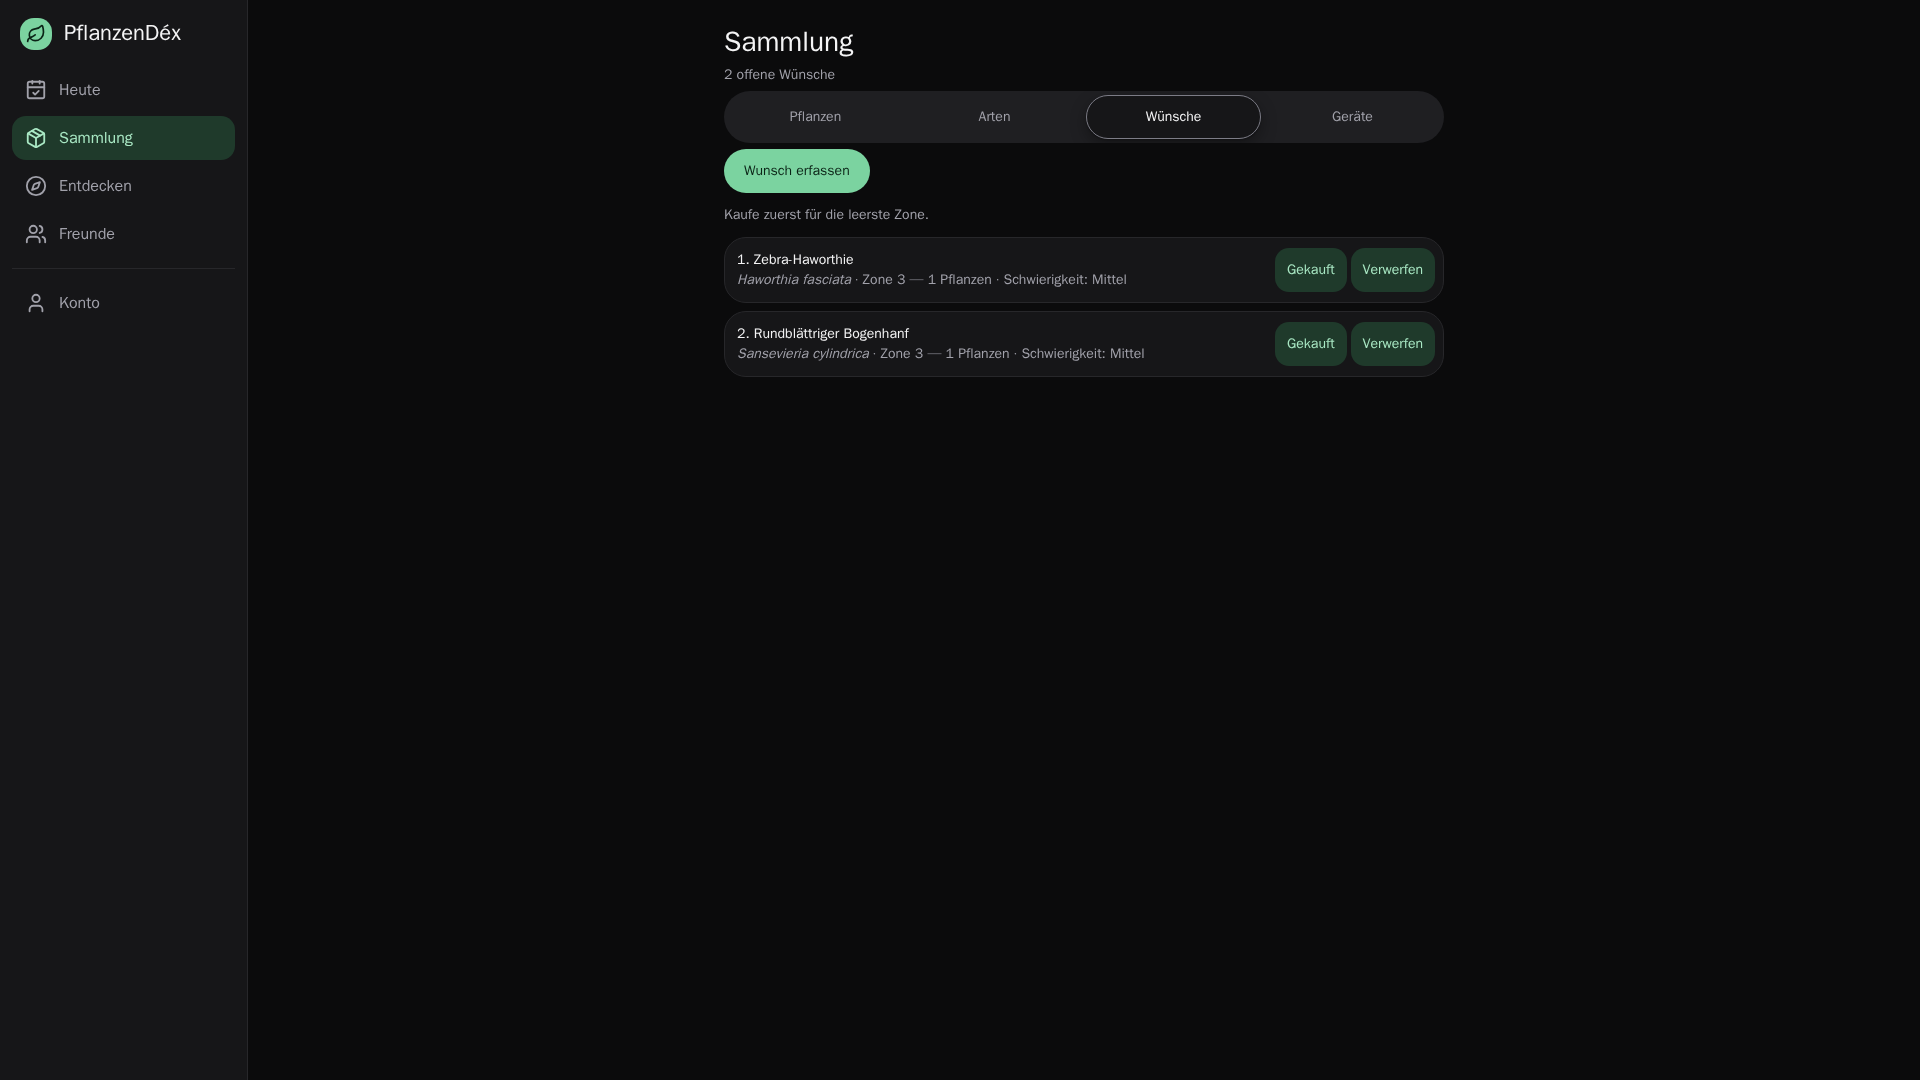 PflanzenDéx
Heute
Sammlung
Entdecken
Freunde
Konto
Sammlung
2 offene Wünsche
Pflanzen
Arten
Wünsche
Geräte
Wunsch erfassen
Kaufe zuerst für die leerste Zone.
1. Zebra-Haworthie
Haworthia fasciata · Zone 3 — 1 Pflanzen · Schwierigkeit: Mittel
Gekauft
Verwerfen
2. Rundblättriger Bogenhanf
Sansevieria cylindrica · Zone 3 — 1 Pflanzen · Schwierigkeit: Mittel
Gekauft
Verwerfen